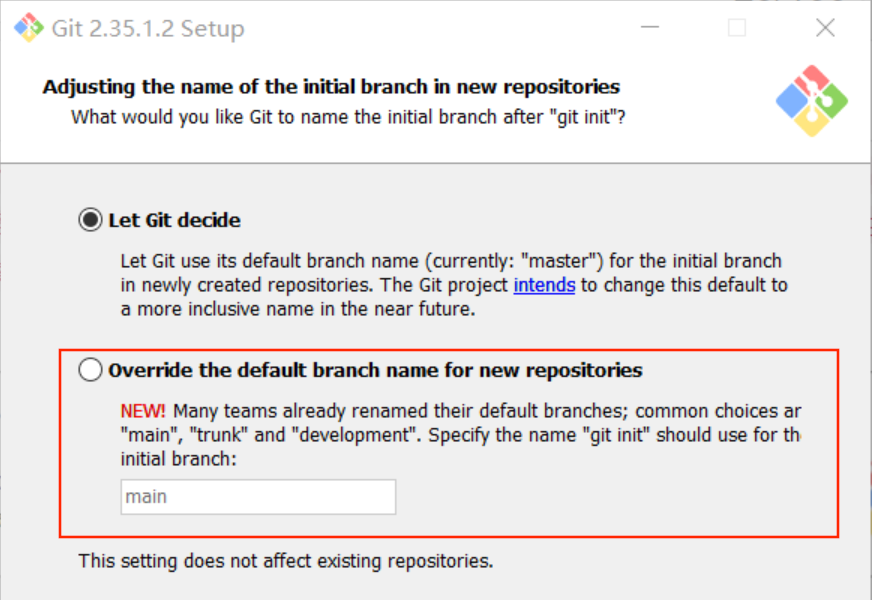 Git 2.35.1.2 Setup
Adjusting the name of the initial branch in new repositories
What would you like Git to name the initial branch after "git init"?
Let Git decide
Let Git use its default branch name (currently: "master") for the initial branch
in newly created repositories. The Git project intends to change this default to
a more inclusive name in the near future.
Override the default branch name for new repositories
NEW! Many teams already renamed their default branches; common choices ar
"main", "trunk" and "development". Specify the name "git init" should use for th
initial branch:
main
This setting does not affect existing repositories.